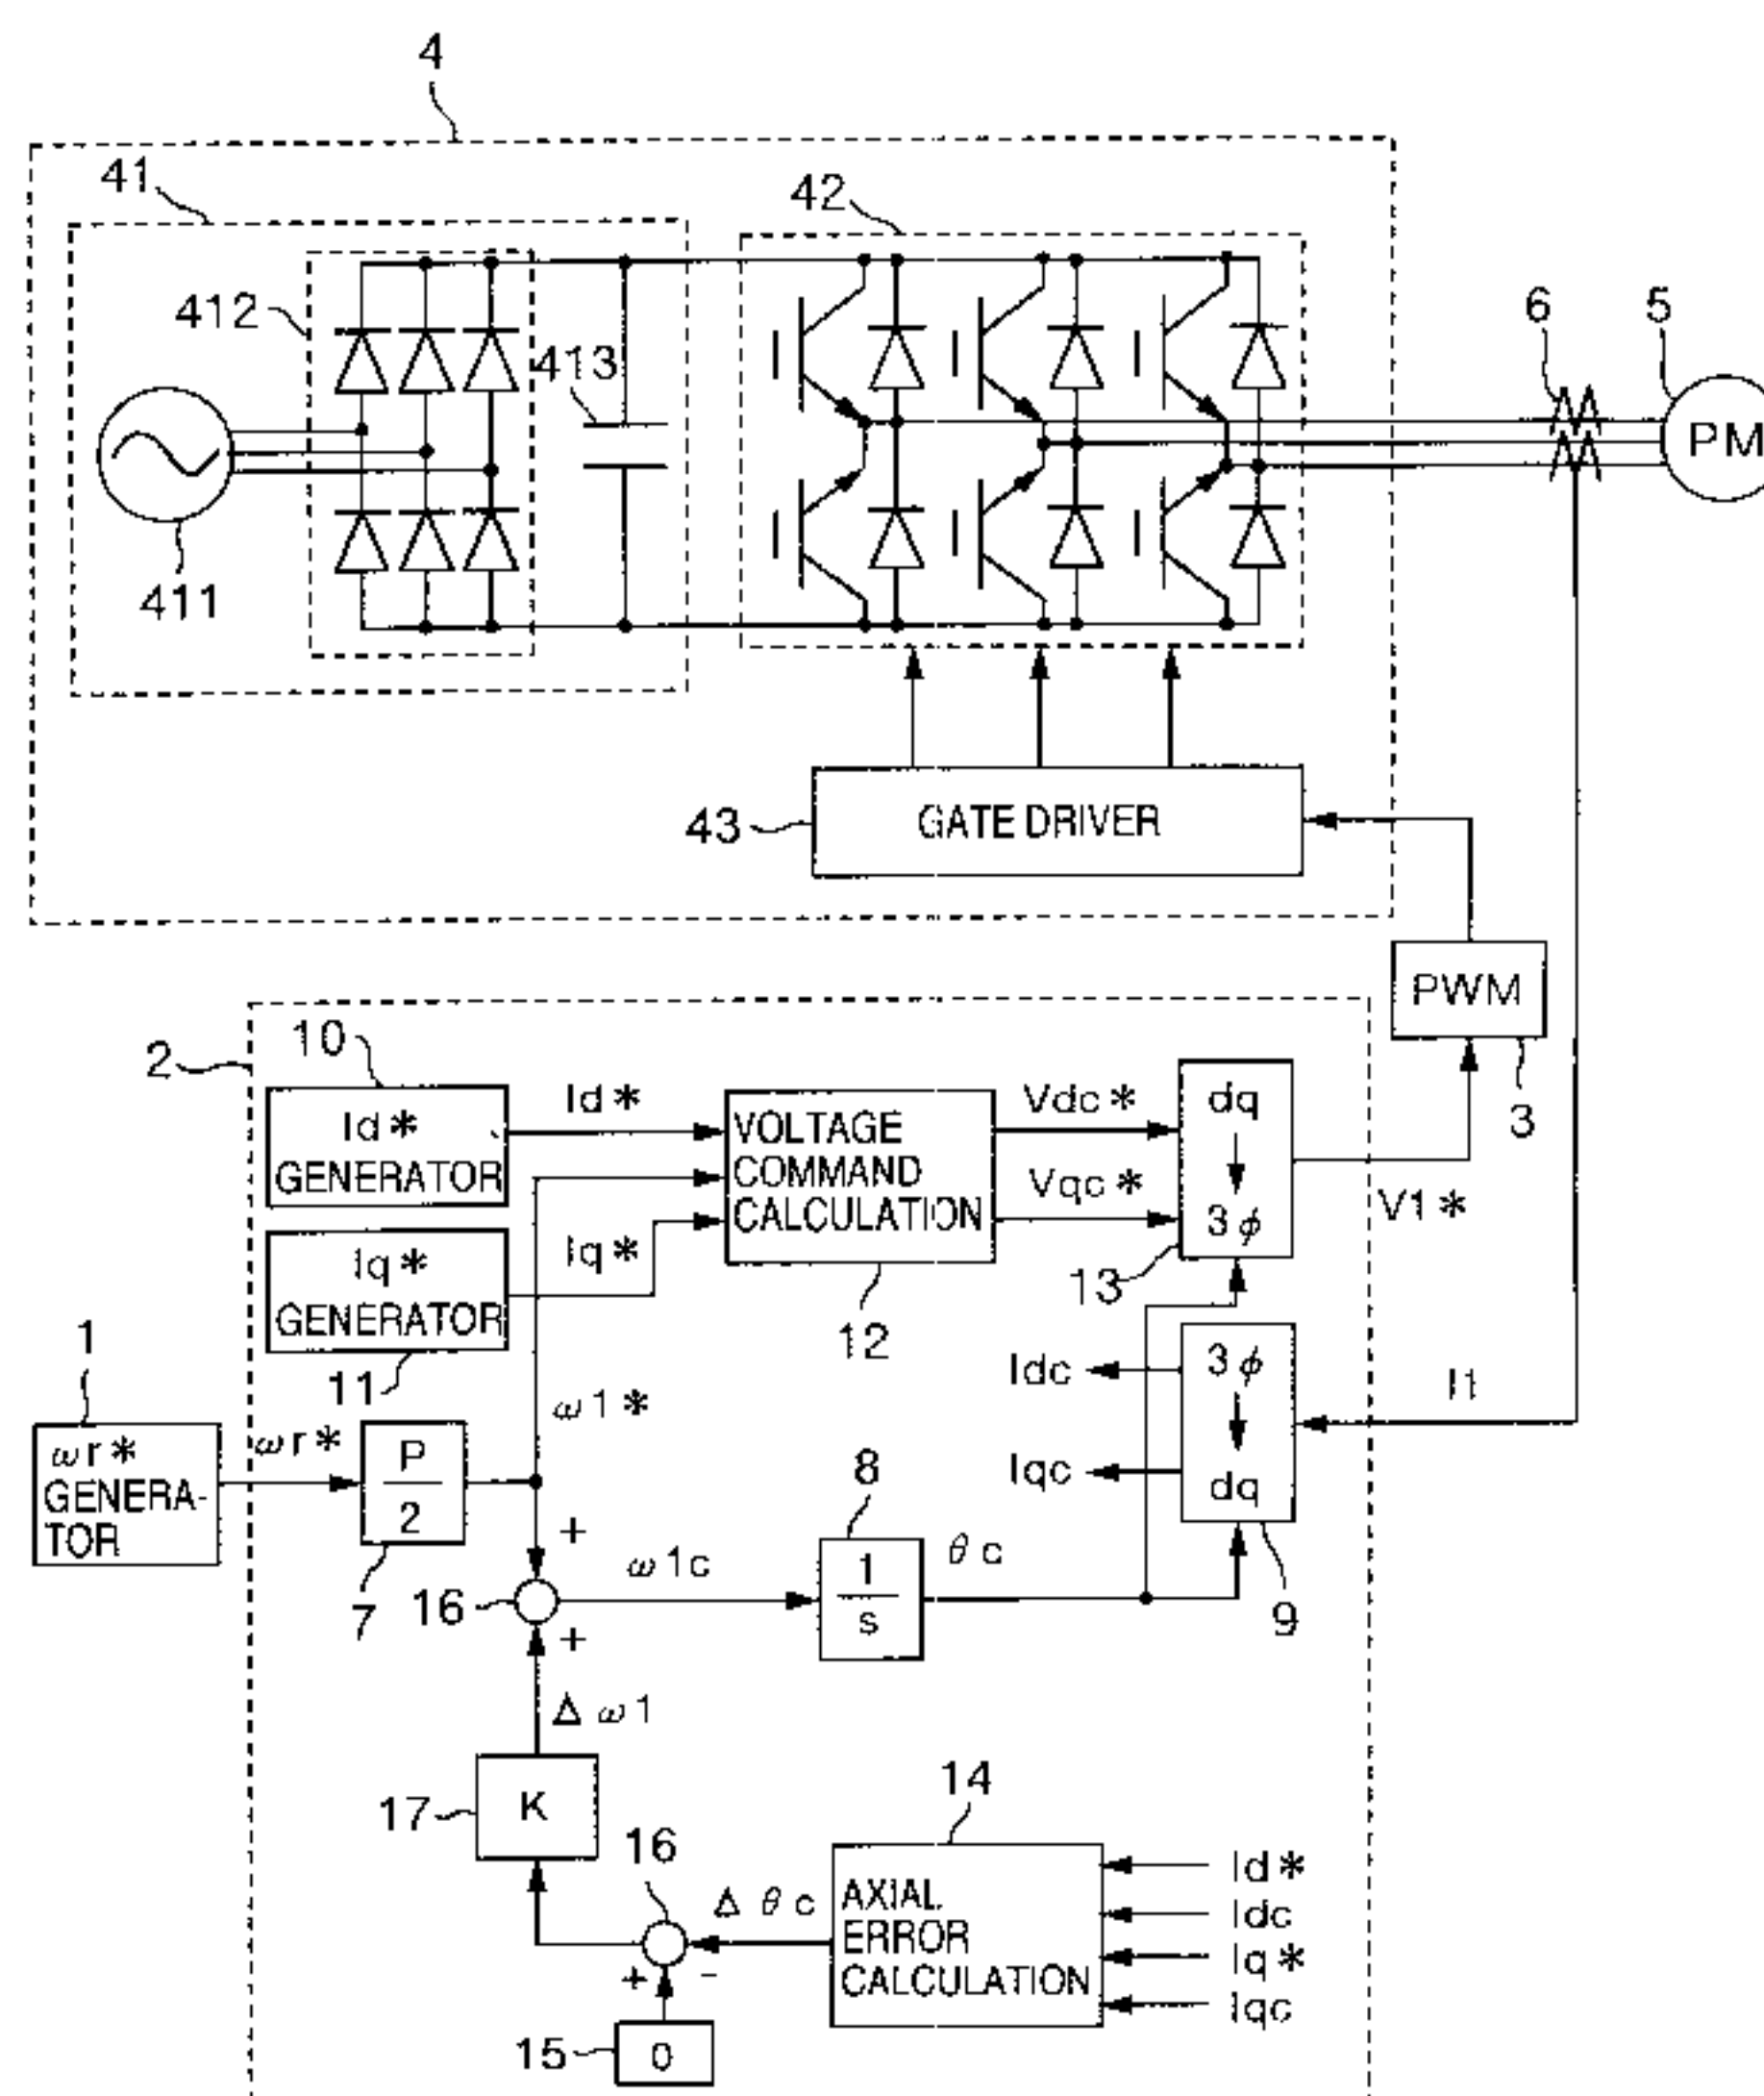 4
41
42
412
413
6
5
PM
411
43
GATE DRIVER
PWM
3
2
10
Id*
GENERATOR
Id*
VOLTAGE
COMMAND
CALCULATION
Vdc*
Vqc*
dq
3φ
V1*
Iq*
GENERATOR
Iq*
11
12
13
1
ωr*
GENERA-
TOR
ωr*
P
2
7
ω1*
Idc
Iqc
3φ
dq
I1
9
+
16
+
ω1c
8
1
s
θc
Δω1
17
K
16
Δθc
+
-
15
0
14
AXIAL
ERROR
CALCULATION
Id*
Idc
Iq*
Iqc